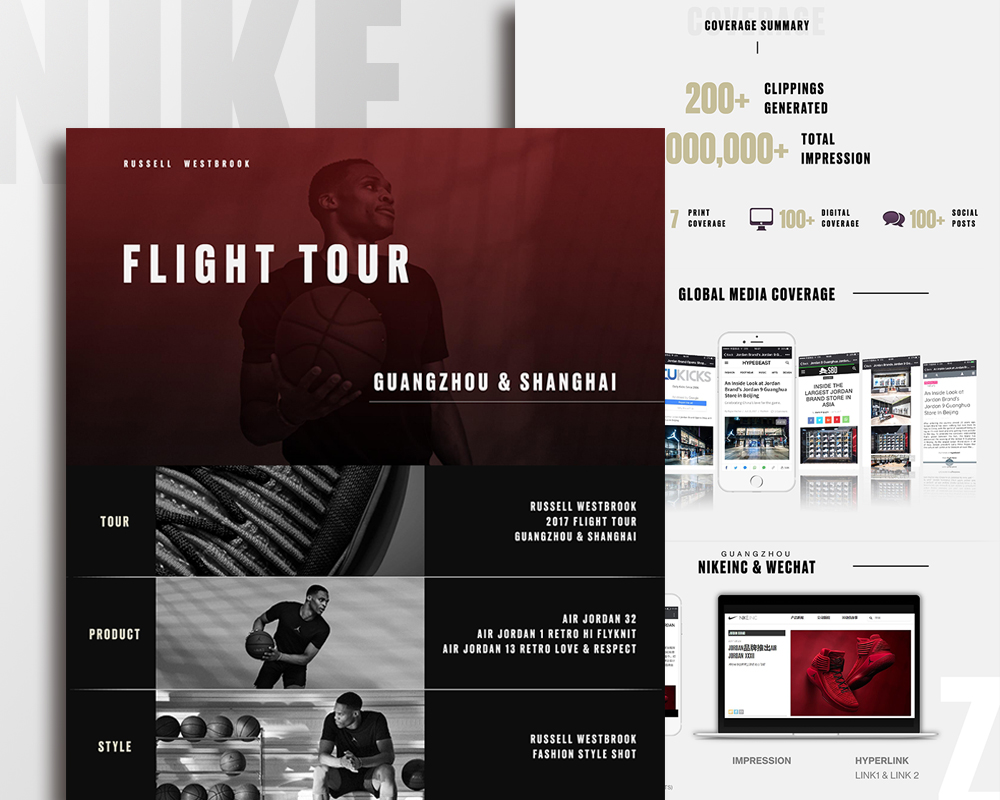 NIKE
RUSSELL WESTBROOK
FLIGHT TOUR
GUANGZHOU & SHANGHAI
TOUR
RUSSELL WESTBROOK
2017 FLIGHT TOUR
GUANGZHOU & SHANGHAI
PRODUCT
AIR JORDAN 32
AIR JORDAN 1 RETRO HI FLYKNIT
AIR JORDAN 13 RETRO LOVE & RESPECT
STYLE
RUSSELL WESTBROOK
FASHION STYLE SHOT
COVERAGE
COVERAGE SUMMARY
200+ CLIPPINGS
GENERATED
000,000+ TOTAL
IMPRESSION
7 PRINT
COVERAGE
100+ DIGITAL
COVERAGE
100+ SOCIAL
POSTS
GLOBAL MEDIA COVERAGE
KICKS
HYPEBEAST
An Inside Look at Jordan
Brand's Jordan 9 Guanghua
Store in Beijing
INSIDE THE
LARGEST JORDAN
BRAND STORE IN
ASIA
An Inside Look at
Jordan Brand's
Jordan 9 Guanghua
Store in Beijing
GUANGZHOU
NIKEINC & WECHAT
JORDAN品牌推出AIR
JORDAN XXXII
IMPRESSION
HYPERLINK
LINK1 & LINK 2
Z